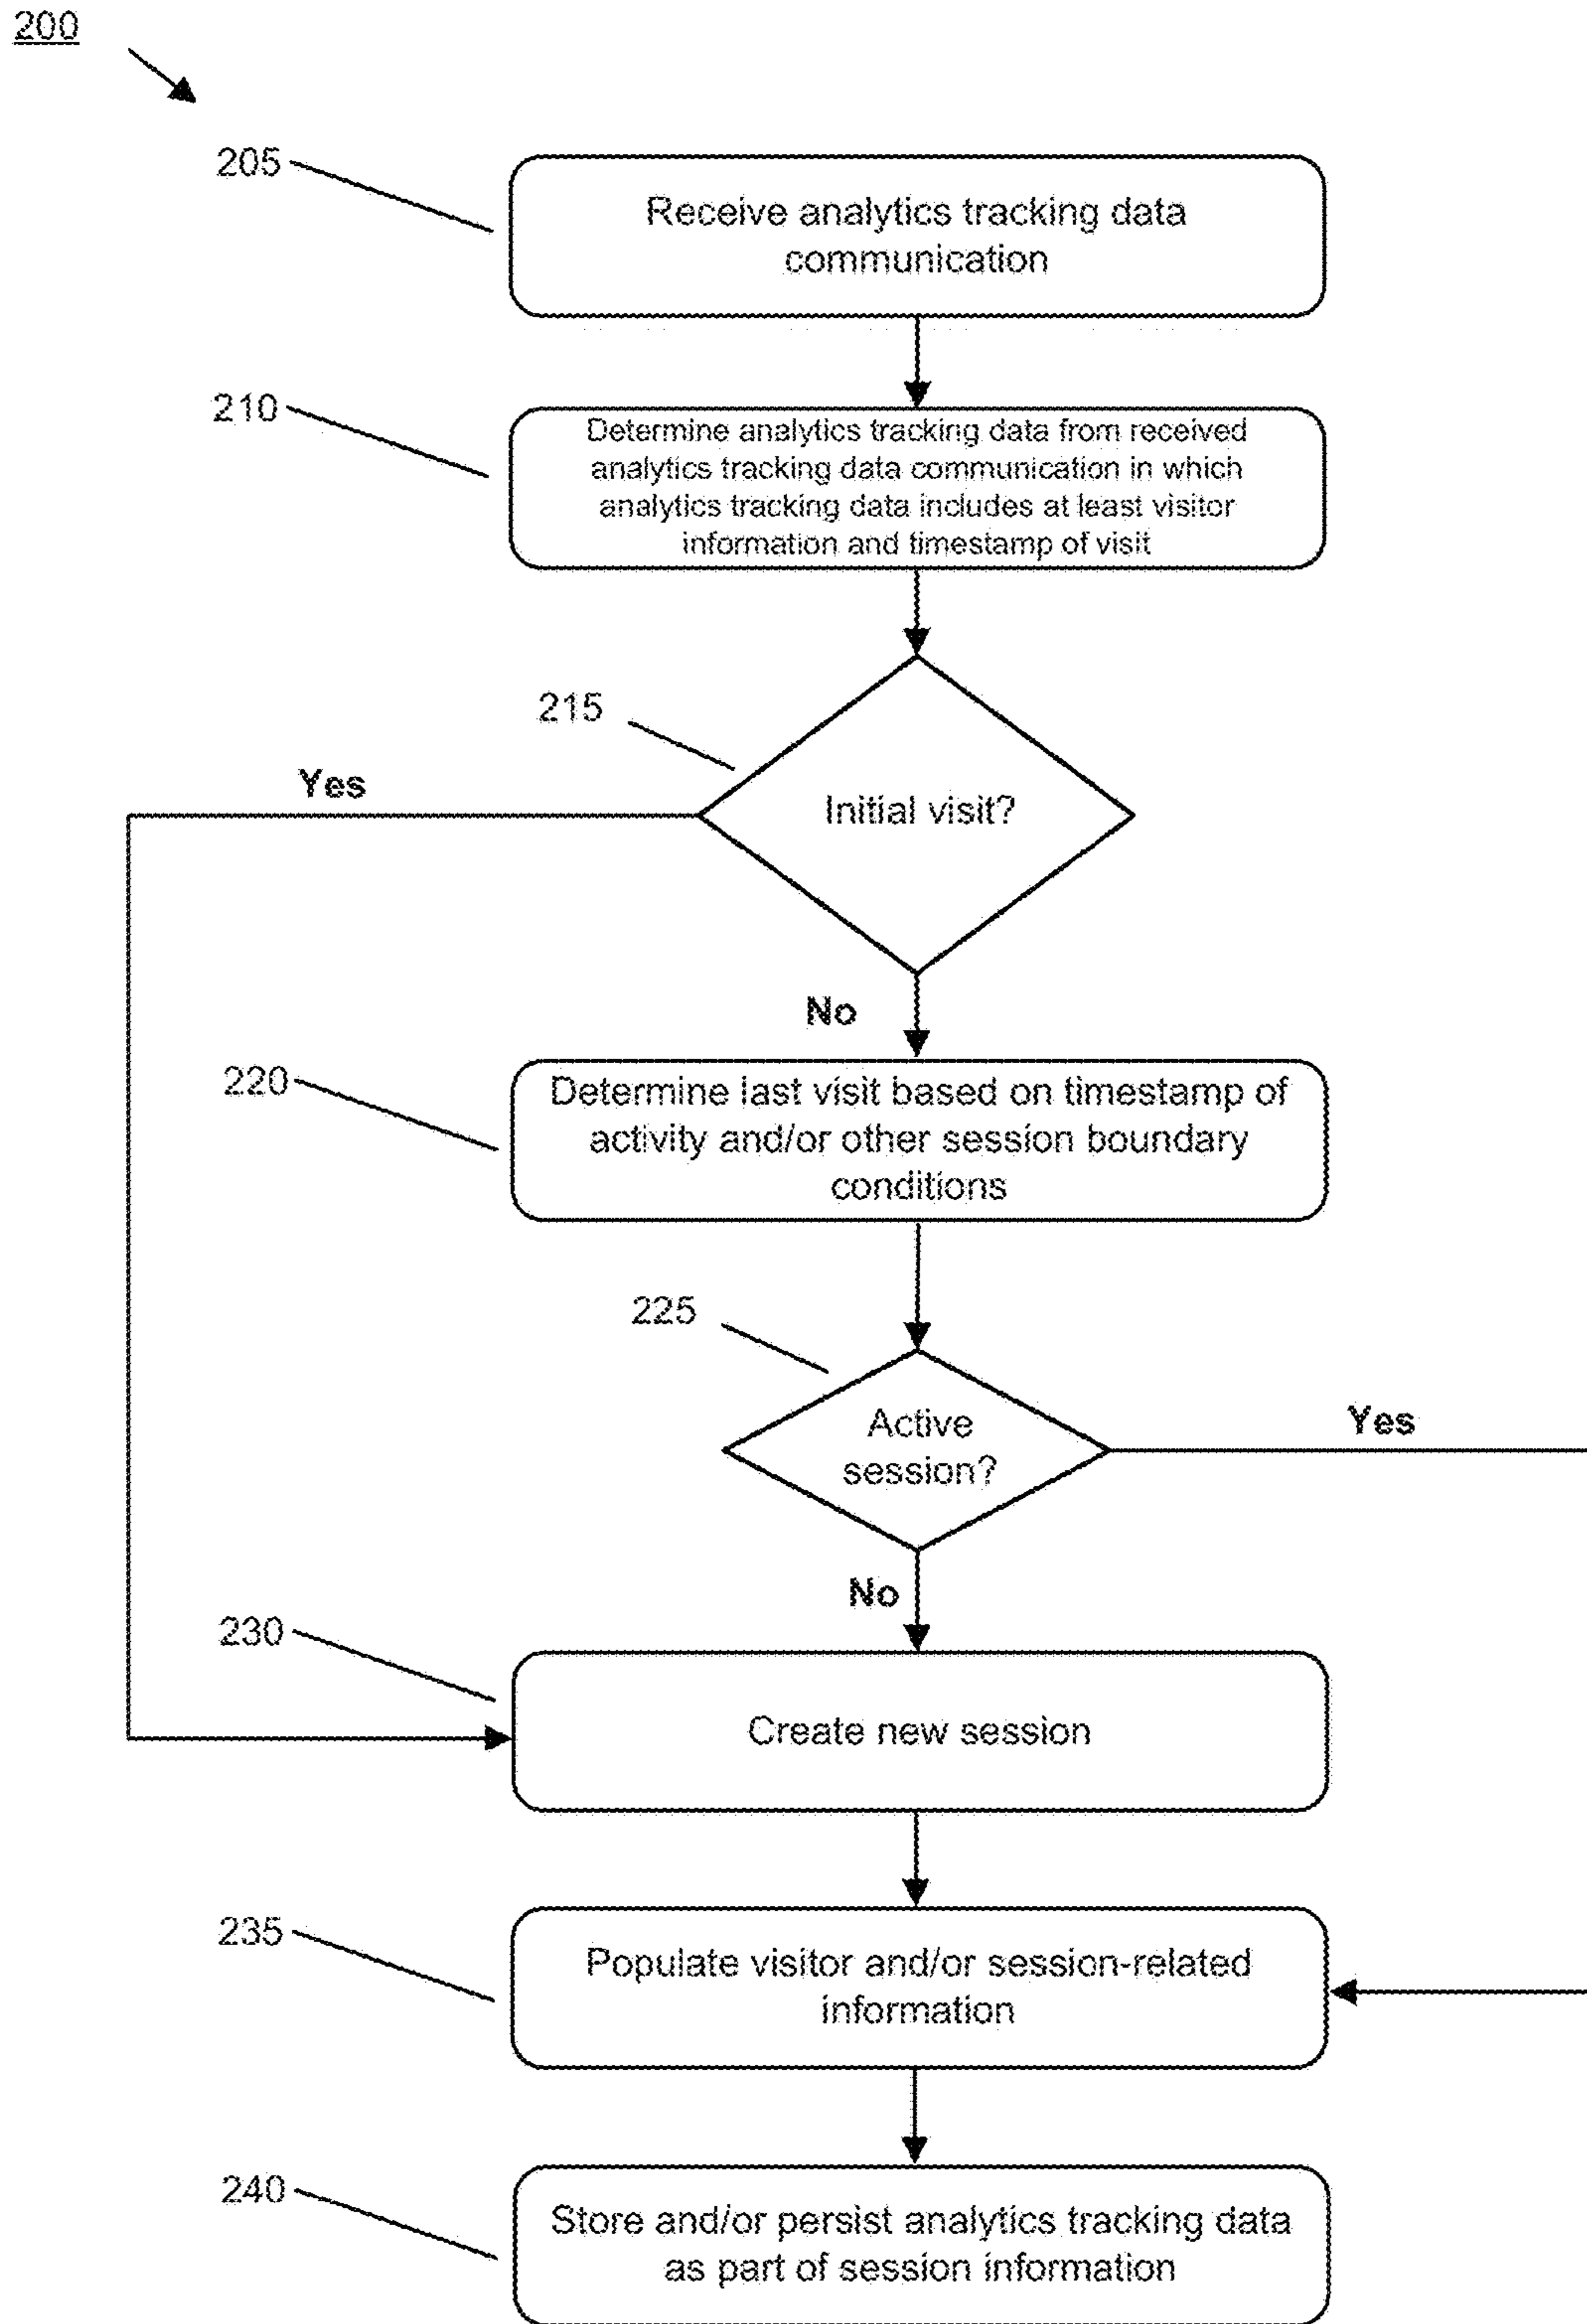 200
205
Receive analytics tracking data
communication
210
Determine analytics tracking data from received
analytics tracking data communication in which
analytics tracking data includes at least visitor
information and timestamp of visit
215
Yes
Initial visit?
No
220
Determine last visit based on timestamp of
activity and/or other session boundary
conditions
225
Active
session?
Yes
No
230
Create new session
235
Populate visitor and/or session-related
information
240
Store and/or persist analytics tracking data
as part of session information